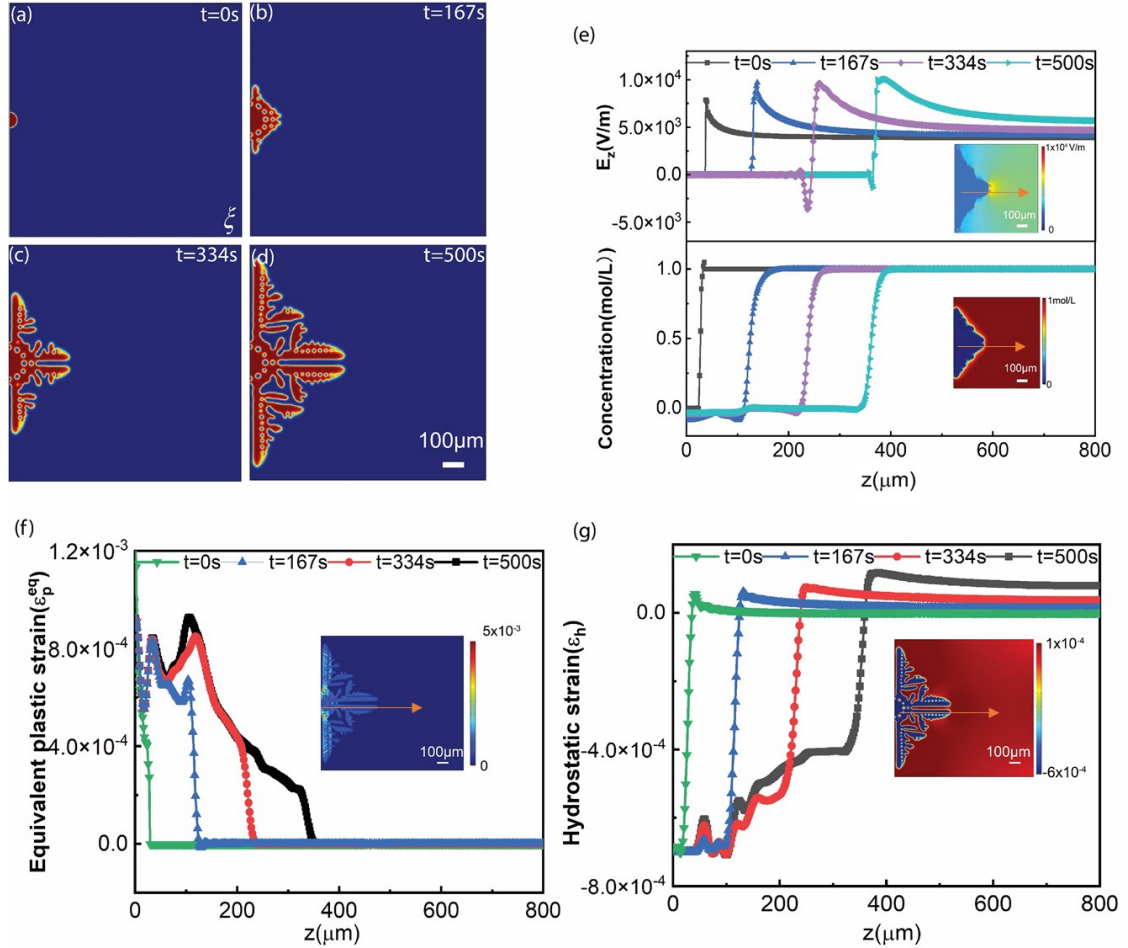 (a)
t=0s
ξ
(b)
t=167s
(c)
t=334s
(d)
t=500s
100μm
(e)
t=0s t=167s t=334s t=500s
1.0×10⁴
5.0×10³
0.0
-5.0×10³
E_z(V/m)
1x10⁴ V/m
100μm
0
1.0
0.5
0.0
Concentration(mol/L))
1mol/L
100μm
0
0 200 400 600 800
z(μm)
(f)
t=0s t=167s t=334s t=500s
1.2×10⁻³
8.0×10⁻⁴
4.0×10⁻⁴
0.0
Equivalent plastic strain(ε_p^eq)
5x10⁻³
100μm
0
0 200 400 600 800
z(μm)
(g)
t=0s t=167s t=334s t=500s
0.0
-4.0×10⁻⁴
-8.0×10⁻⁴
Hydrostatic strain(ε_h)
1x10⁻⁴
100μm
-6x10⁻⁴
0 200 400 600 800
z(μm)